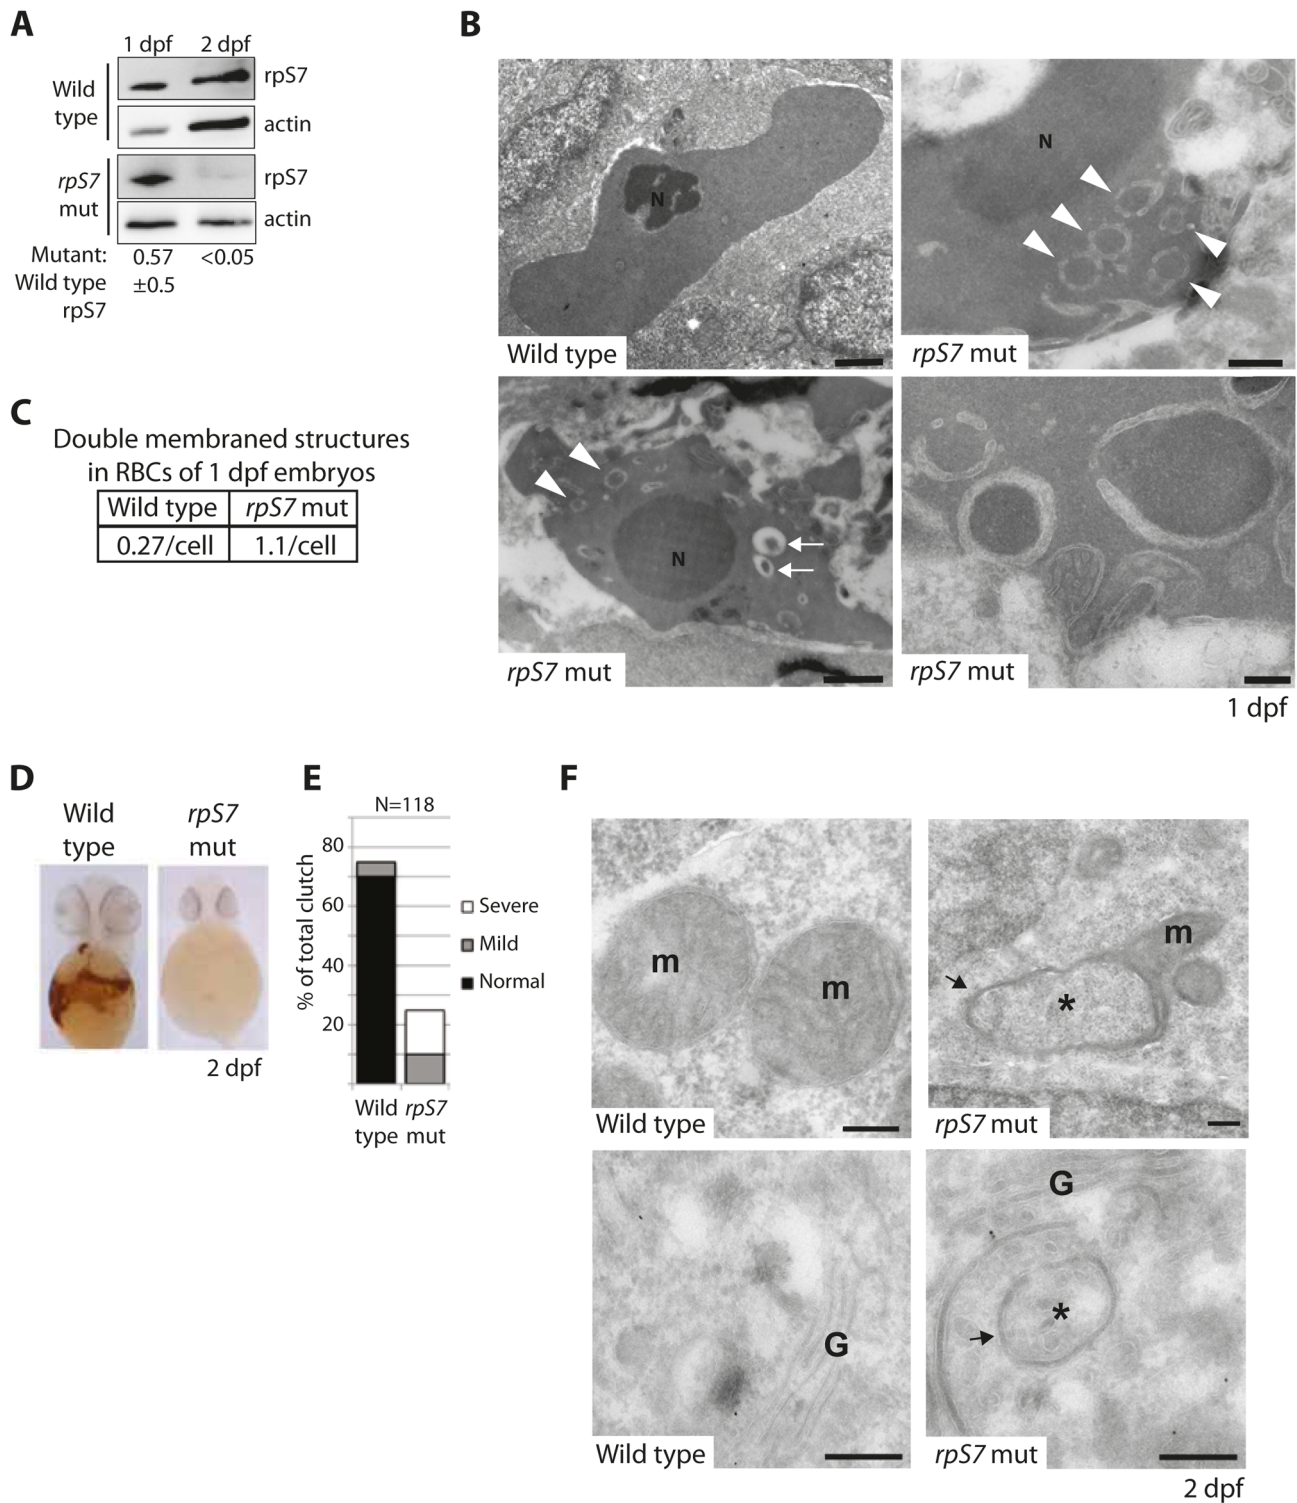 A
1 dpf 2 dpf
Wild
type
rpS7
actin
rpS7
mut
rpS7
actin
Mutant: 0.57 <0.05
Wild type ±0.5
rpS7
B
N
Wild type
N
rpS7 mut
N
rpS7 mut
rpS7 mut
1 dpf
C
Double membraned structures
in RBCs of 1 dpf embryos
Wild type rpS7 mut
0.27/cell 1.1/cell
D
Wild
type
rpS7
mut
2 dpf
E
N=118
% of total clutch
80
60
40
20
Severe
Mild
Normal
Wild rpS7
type mut
F
m
m
Wild type
m
*
rpS7 mut
G
Wild type
G
*
rpS7 mut
2 dpf